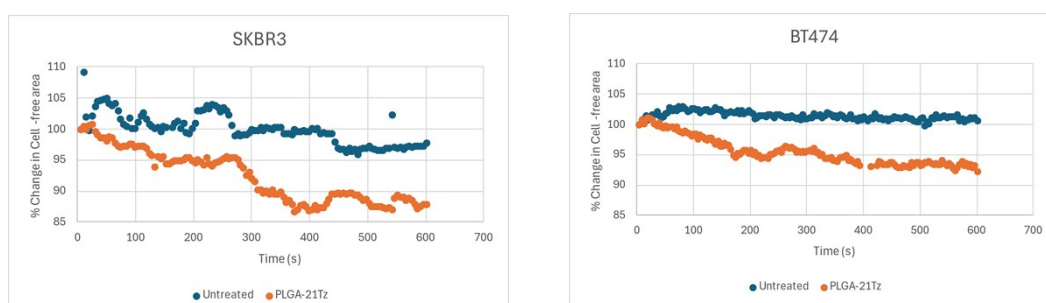 SKBR3
% Change in Cell -free area
110
105
100
95
90
85
0 100 200 300 400 500 600 700
Time (s)
Untreated PLGA-21Tz
BT474
% Change in Cell -free area
110
105
100
95
90
85
0 100 200 300 400 500 600 700
Time (s)
Untreated PLGA-21Tz